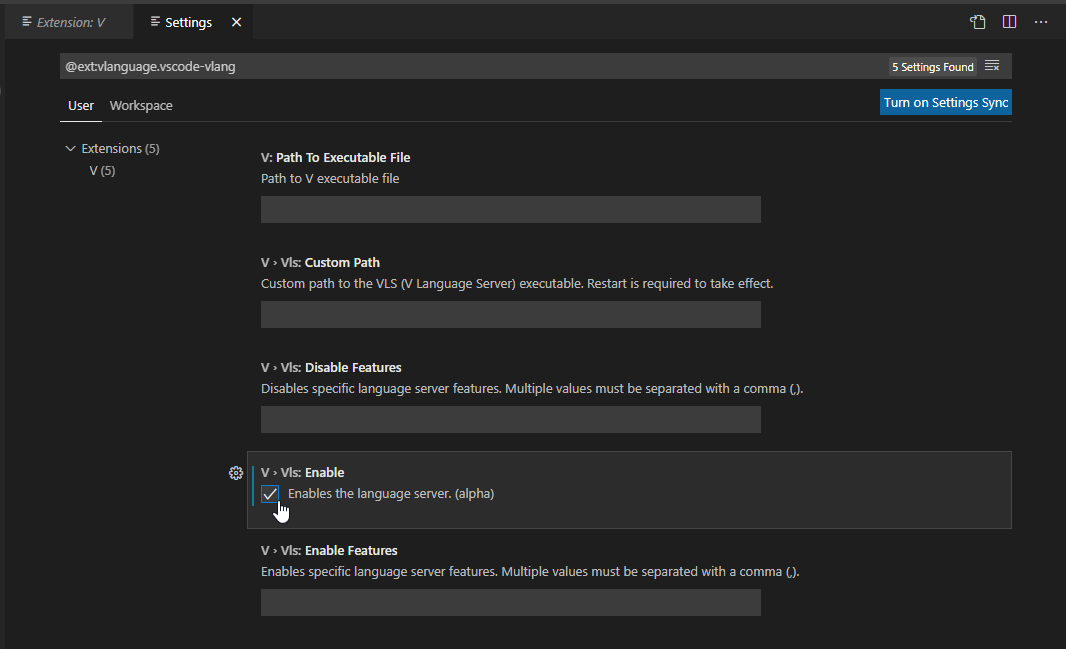 Extension: V
Settings
@ext:vlanguage.vscode-vlang
5 Settings Found
User
Workspace
Turn on Settings Sync
Extensions (5)
V (5)
V: Path To Executable File
Path to V executable file
V › Vls: Custom Path
Custom path to the VLS (V Language Server) executable. Restart is required to take effect.
V › Vls: Disable Features
Disables specific language server features. Multiple values must be separated with a comma (,).
V › Vls: Enable
Enables the language server. (alpha)
V › Vls: Enable Features
Enables specific language server features. Multiple values must be separated with a comma (,).